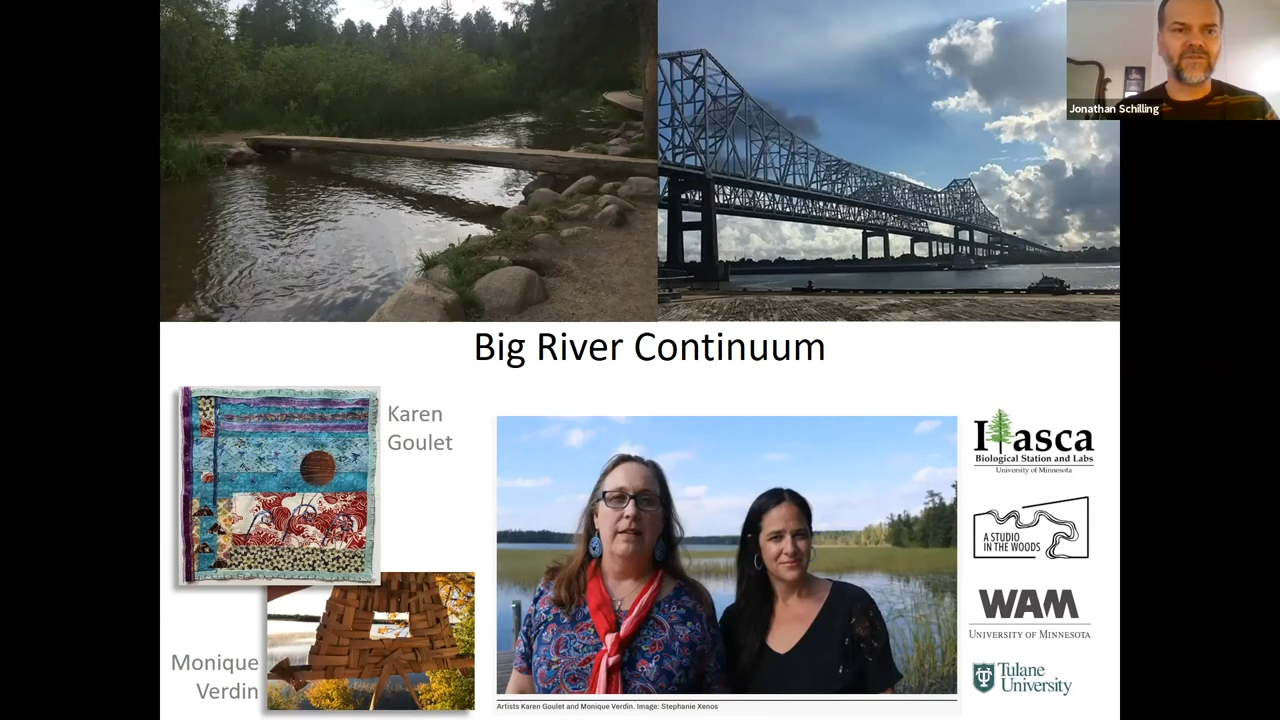 Jonathan Schilling
Big River Continuum
Karen
Goulet
Monique
Verdin
Artists Karen Goulet and Monique Verdin. Image: Stephanie Xenos
Itasca
Biological Station and Labs
University of Minnesota
A STUDIO
IN THE WOODS
WAM
UNIVERSITY OF MINNESOTA
Tulane
University